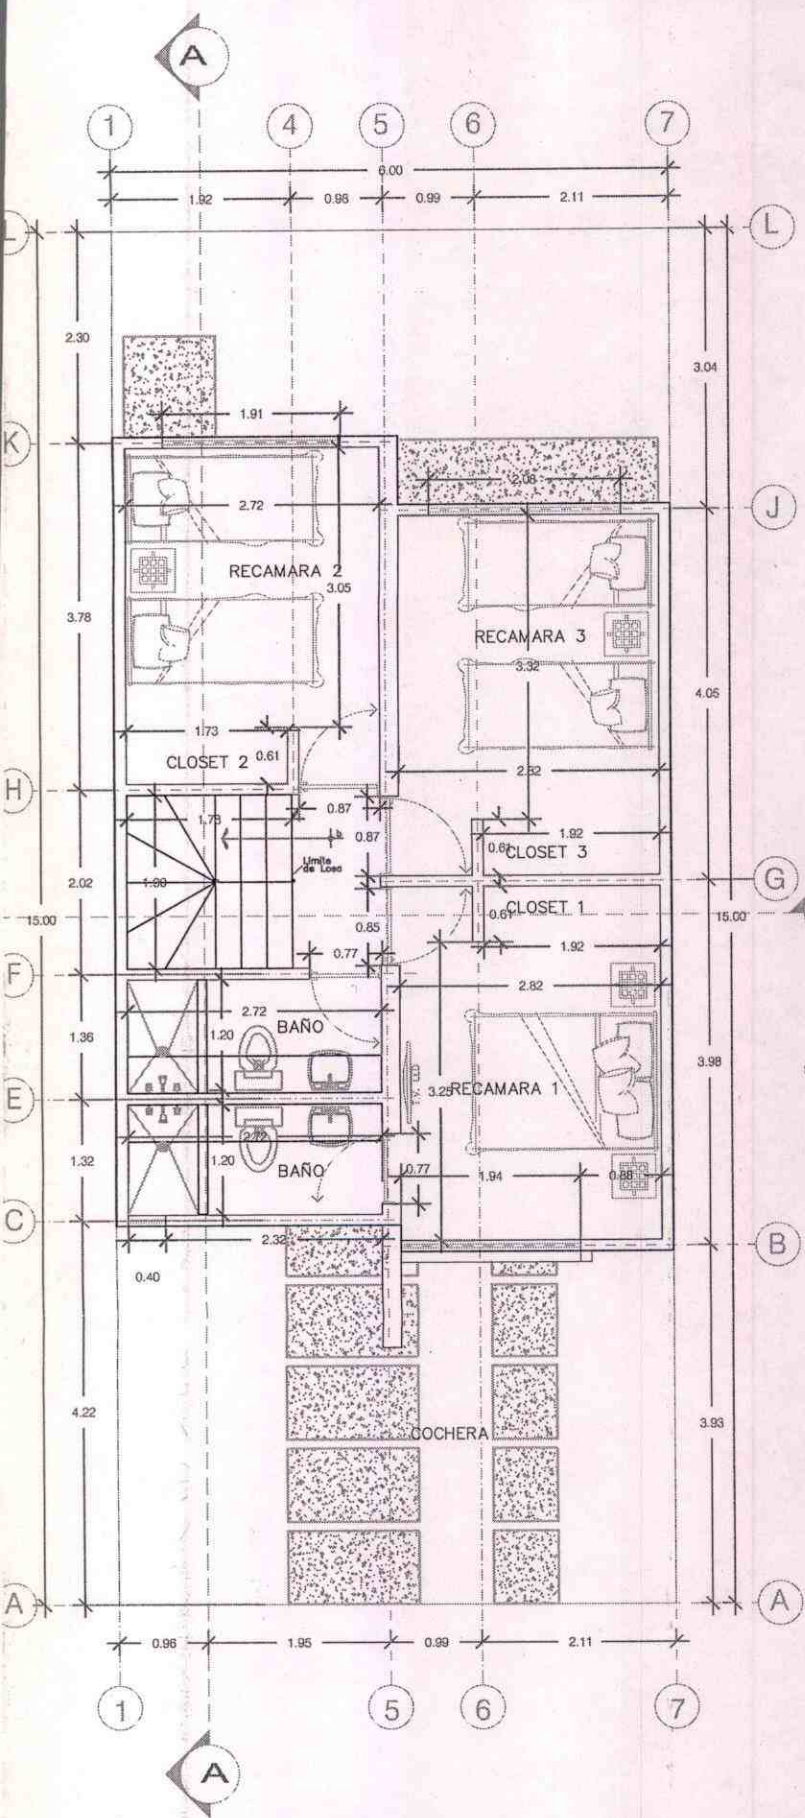 A
1 4 5 6 7
6.00
1.92 0.98 0.99 2.11
L L
2.30
3.04
K
1.91
2.08
J
2.72
RECAMARA 2
3.05
3.78
RECAMARA 3
3.32
4.05
1.73
CLOSET 2 0.61
2.82
H
1.73 0.87
0.87
1.92
0.61 CLOSET 3
Limite
de Losa
2.02
1.90
G
15.00
0.61 CLOSET 1
15.00
0.85
0.77
1.92
F
2.82
2.72
1.36
1.20
BAÑO
T.V. LED
3.25
RECAMARA 1
3.98
E
2.72
1.32
1.20
BAÑO
0.77
1.94 0.88
C
2.32
B
0.40
4.22
COCHERA
3.93
A A
0.96 1.95 0.99 2.11
1 5 6 7
A